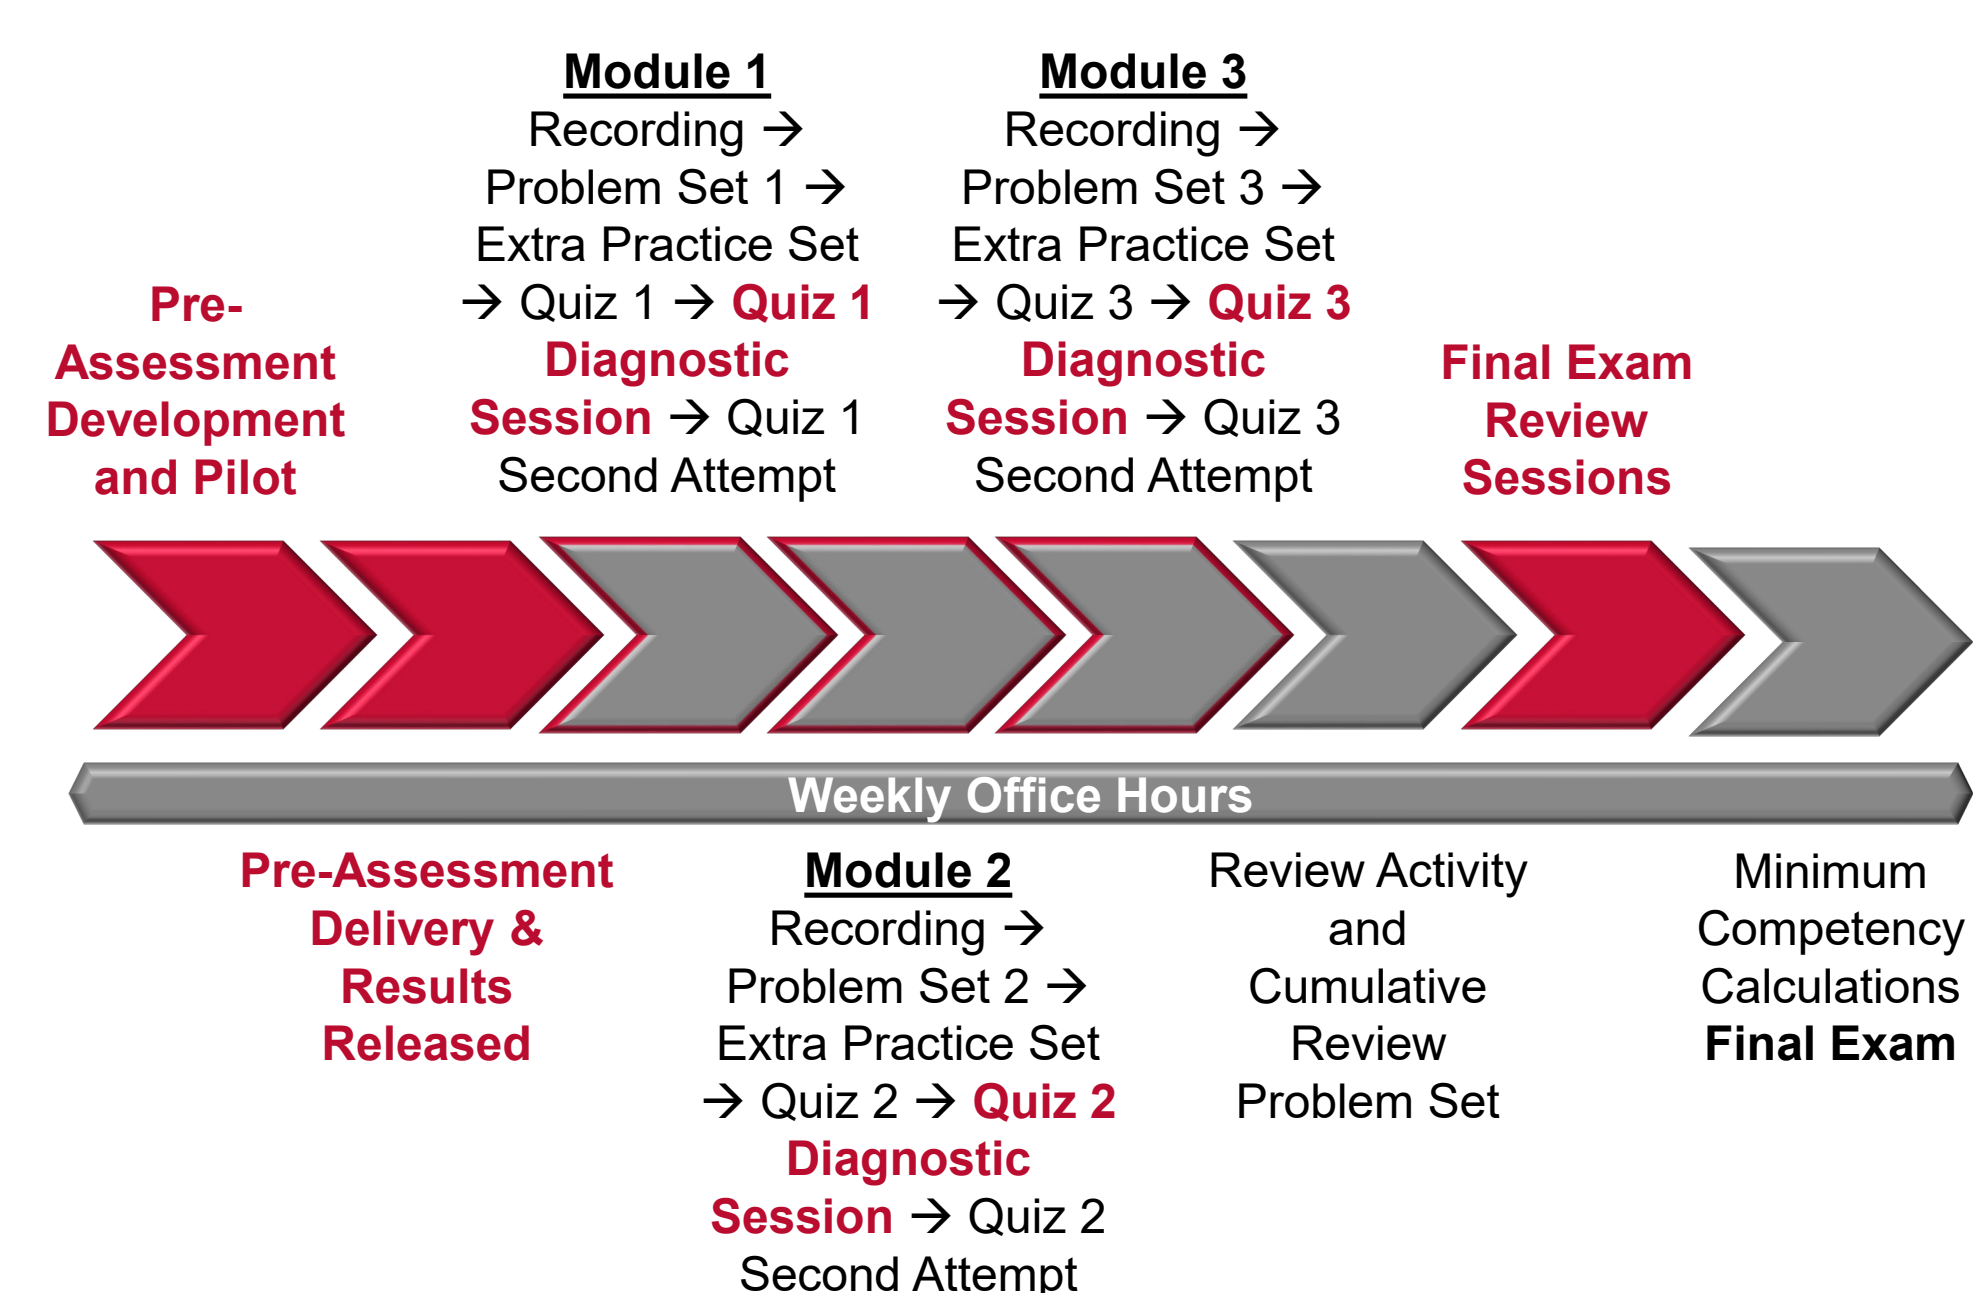 Pre-
Assessment
Development
and Pilot
Module 1
Recording →
Problem Set 1 →
Extra Practice Set
→ Quiz 1 → Quiz 1
Diagnostic
Session → Quiz 1
Second Attempt
Module 3
Recording →
Problem Set 3 →
Extra Practice Set
→ Quiz 3 → Quiz 3
Diagnostic
Session → Quiz 3
Second Attempt
Final Exam
Review
Sessions
Weekly Office Hours
Pre-Assessment
Delivery &
Results
Released
Module 2
Recording →
Problem Set 2 →
Extra Practice Set
→ Quiz 2 → Quiz 2
Diagnostic
Session → Quiz 2
Second Attempt
Review Activity
and
Cumulative
Review
Problem Set
Minimum
Competency
Calculations
Final Exam